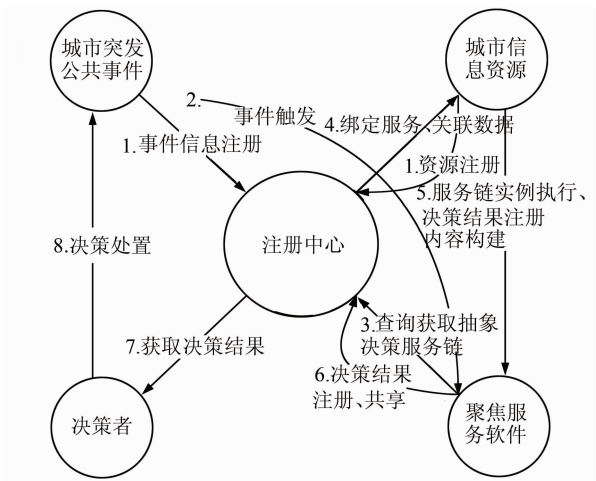 城市突发
公共事件
城市信
息资源
2.
事件触发
4.绑定服务、关联数据
1.事件信息注册
1.资源注册
5.服务链实例执行、
决策结果注册
内容构建
注册中心
8.决策处置
3.查询获取抽象
决策服务链
7.获取决策结果
6.决策结果
注册、共享
决策者
聚焦服
务软件